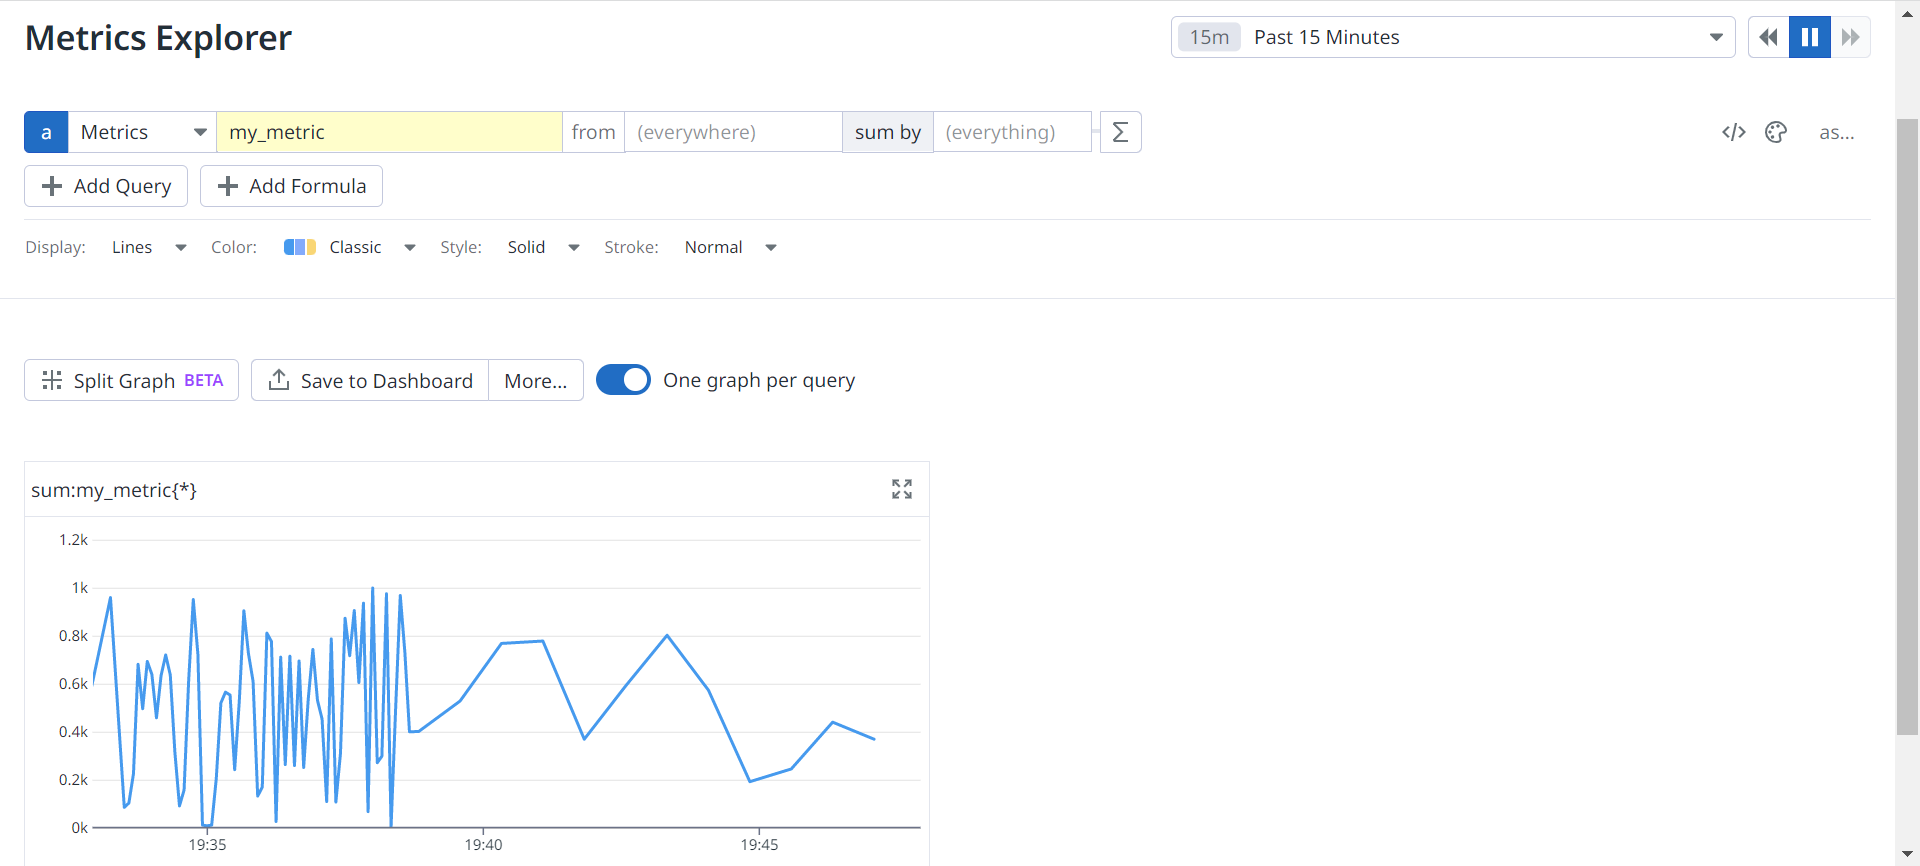 Metrics Explorer
15m Past 15 Minutes
a Metrics my_metric from (everywhere) sum by (everything) Σ </> as...
Add Query Add Formula
Display: Lines Color: Classic Style: Solid Stroke: Normal
Split Graph BETA Save to Dashboard More... One graph per query
sum:my_metric{*}
1.2k
1k
0.8k
0.6k
0.4k
0.2k
0k
19:35 19:40 19:45